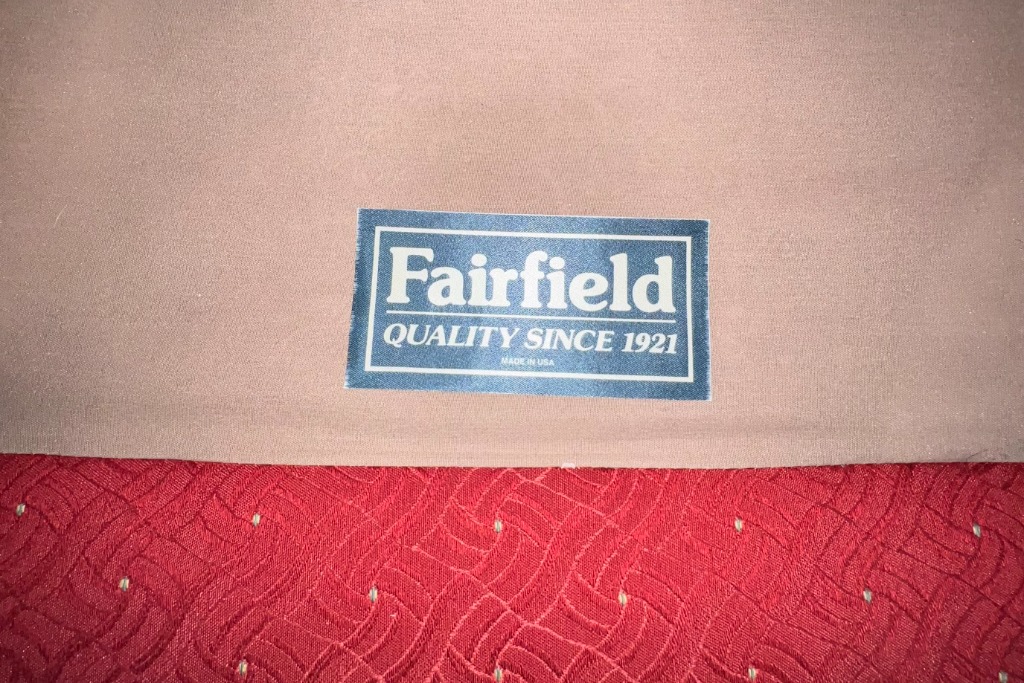 Fairfield
QUALITY SINCE 1921
MADE IN USA